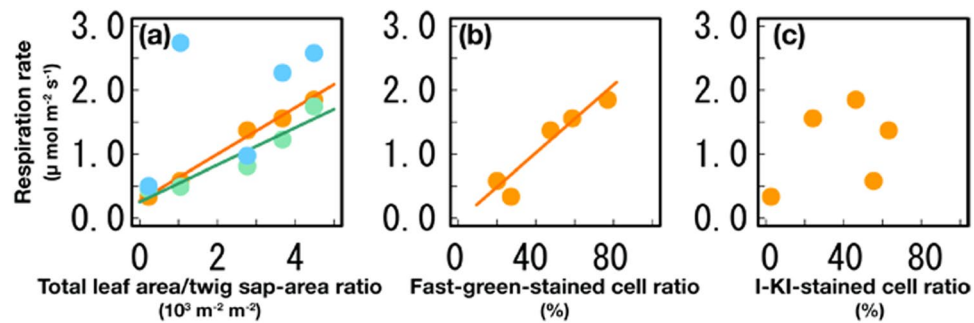 Respiration rate
(μ mol m⁻² s⁻¹)
3.0
2.0
1.0
0.0
(a)
0 2 4
Total leaf area/twig sap-area ratio
(10³ m⁻² m⁻²)
3.0
2.0
1.0
0.0
(b)
0 40 80
Fast-green-stained cell ratio
(%)
3.0
2.0
1.0
0.0
(c)
0 40 80
I-KI-stained cell ratio
(%)